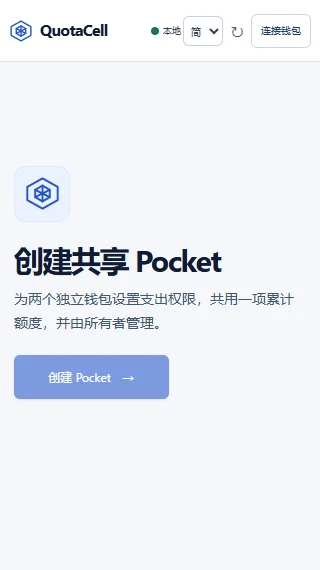 QuotaCell
本地
简
连接钱包
创建共享 Pocket
为两个独立钱包设置支出权限，共用一项累计
额度，并由所有者管理。
创建 Pocket →